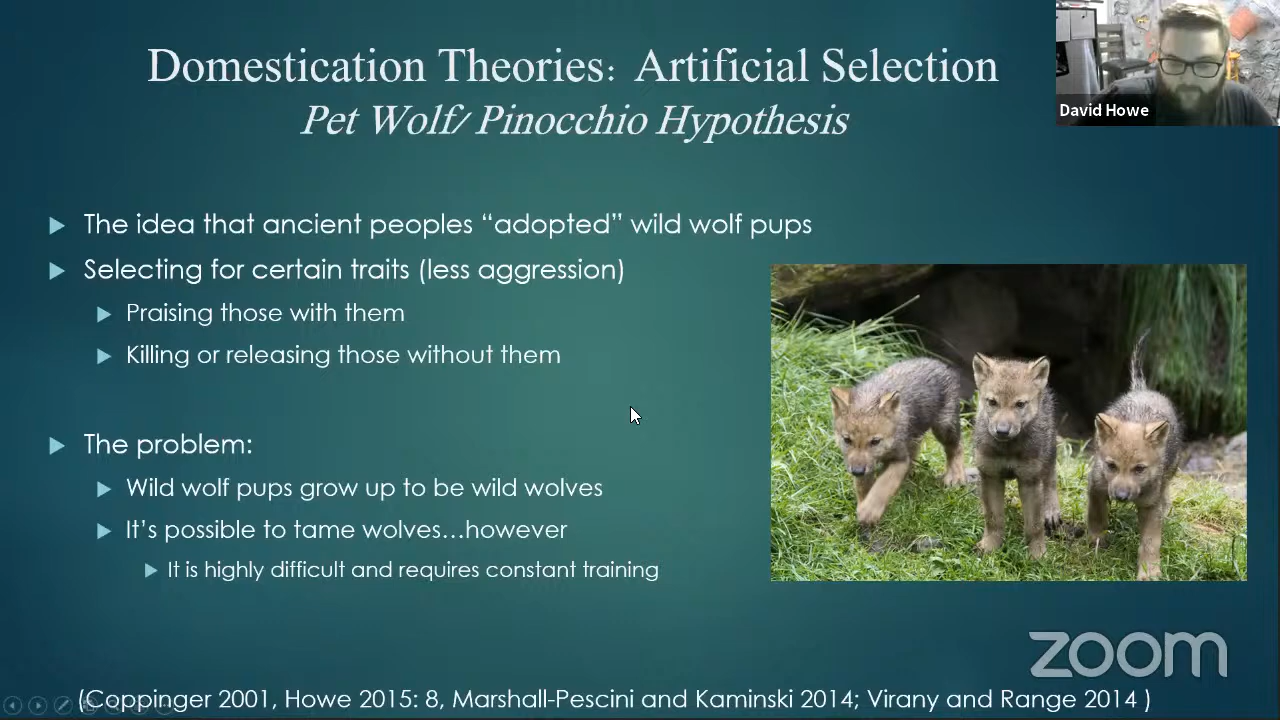 Domestication Theories: Artificial Selection
Pet Wolf/ Pinocchio Hypothesis
David Howe
The idea that ancient peoples “adopted” wild wolf pups
Selecting for certain traits (less aggression)
Praising those with them
Killing or releasing those without them
The problem:
Wild wolf pups grow up to be wild wolves
It’s possible to tame wolves…however
It is highly difficult and requires constant training
zoom
(Coppinger 2001, Howe 2015: 8, Marshall-Pescini and Kaminski 2014; Virany and Range 2014 )